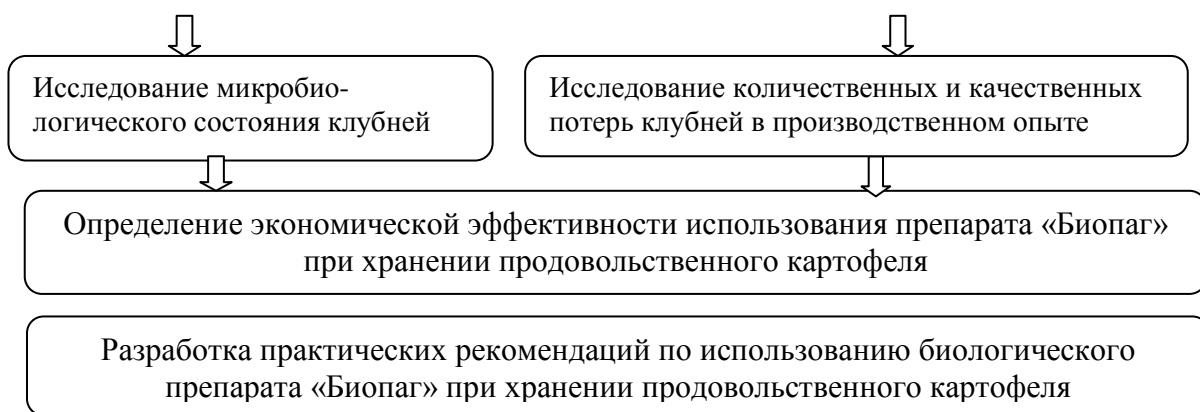 Исследование микробио-
логического состояния клубней
Исследование количественных и качественных
потерь клубней в производственном опыте
Определение экономической эффективности использования препарата «Биопаг»
при хранении продовольственного картофеля
Разработка практических рекомендаций по использованию биологического
препарата «Биопаг» при хранении продовольственного картофеля